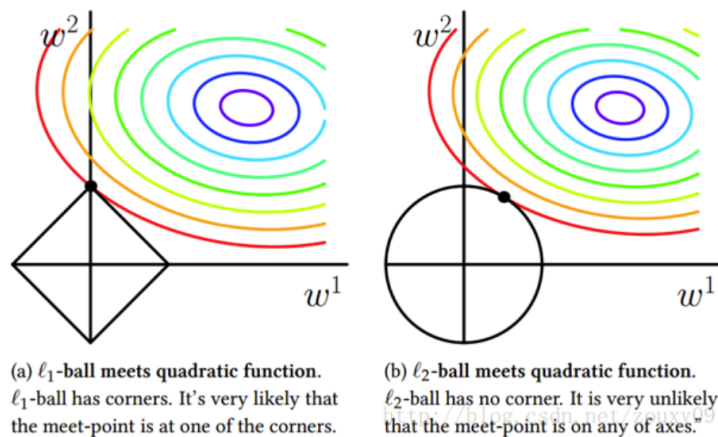 w²
w¹
w²
w¹
(a) ℓ₁-ball meets quadratic function.
ℓ₁-ball has corners. It's very likely that
the meet-point is at one of the corners.
(b) ℓ₂-ball meets quadratic function.
ℓ₂-ball has no corner. It is very unlikely
that the meet-point is on any of axes."
http://blog.csdn.net/zouxy09